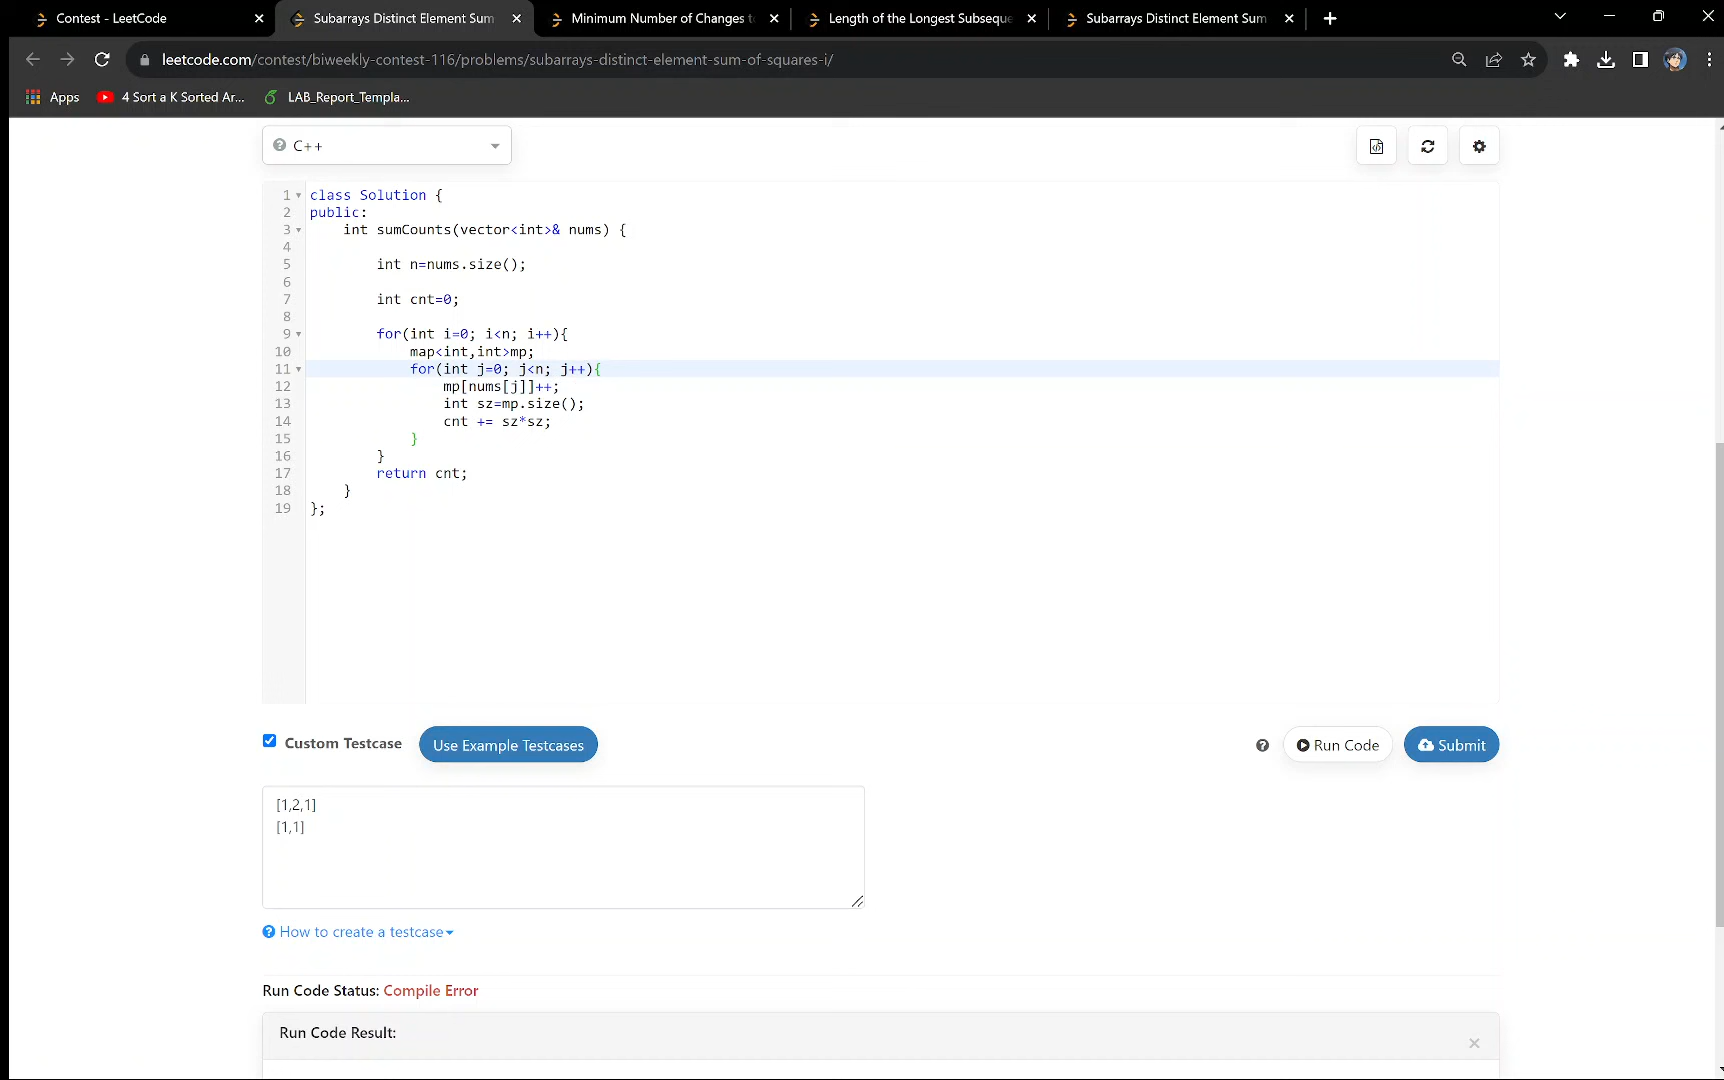 Contest - LeetCode
Subarrays Distinct Element Sum
Minimum Number of Changes t
Length of the Longest Subseque
Subarrays Distinct Element Sum
leetcode.com/contest/biweekly-contest-116/problems/subarrays-distinct-element-sum-of-squares-i/
Apps
4 Sort a K Sorted Ar...
LAB_Report_Templa...
C++
1 class Solution {
2 public:
3 int sumCounts(vector<int>& nums) {
4
5 int n=nums.size();
6
7 int cnt=0;
8
9 for(int i=0; i<n; i++){
10 map<int,int>mp;
11 for(int j=0; j<n; j++){
12 mp[nums[j]]++;
13 int sz=mp.size();
14 cnt += sz*sz;
15 }
16 }
17 return cnt;
18 }
19 };
Custom Testcase
Use Example Testcases
Run Code
Submit
[1,2,1]
[1,1]
How to create a testcase
Run Code Status: Compile Error
Run Code Result: